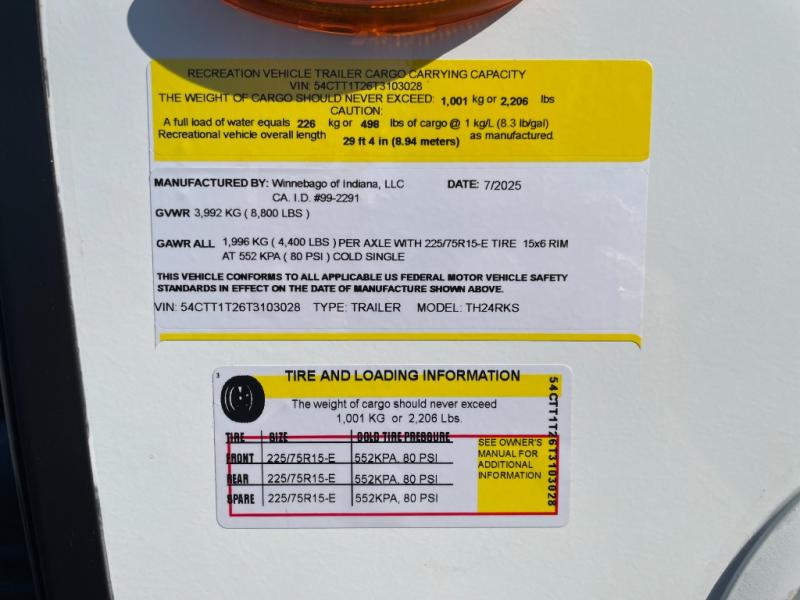 RECREATION VEHICLE TRAILER CARGO CARRYING CAPACITY
VIN: 54CTT1T26T3103028
THE WEIGHT OF CARGO SHOULD NEVER EXCEED: 1,001 kg or 2,206 lbs
CAUTION:
A full load of water equals 226 kg or 498 lbs of cargo @ 1 kg/L (8.3 lb/gal)
Recreational vehicle overall length 29 ft 4 in (8.94 meters) as manufactured.
MANUFACTURED BY: Winnebago of Indiana, LLC DATE: 7/2025
CA. I.D. #99-2291
GVWR 3,992 KG ( 8,800 LBS )
GAWR ALL 1,996 KG ( 4,400 LBS ) PER AXLE WITH 225/75R15-E TIRE 15x6 RIM
AT 552 KPA ( 80 PSI ) COLD SINGLE
THIS VEHICLE CONFORMS TO ALL APPLICABLE US FEDERAL MOTOR VEHICLE SAFETY
STANDARDS IN EFFECT ON THE DATE OF MANUFACTURE SHOWN ABOVE.
VIN: 54CTT1T26T3103028 TYPE: TRAILER MODEL: TH24RKS
3
TIRE AND LOADING INFORMATION
The weight of cargo should never exceed
1,001 KG or 2,206 Lbs.
TIRE SIZE COLD TIRE PRESSURE
FRONT 225/75R15-E 552KPA, 80 PSI
REAR 225/75R15-E 552KPA, 80 PSI
SPARE 225/75R15-E 552KPA, 80 PSI
SEE OWNER'S
MANUAL FOR
ADDITIONAL
INFORMATION
54CTT1T26T3103028